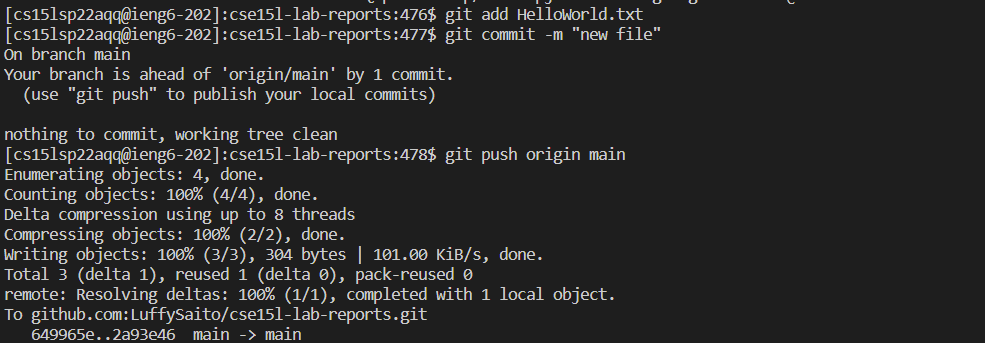 [cs15lsp22aqq@ieng6-202]:cse15l-lab-reports:476$ git add HelloWorld.txt
[cs15lsp22aqq@ieng6-202]:cse15l-lab-reports:477$ git commit -m "new file"
On branch main
Your branch is ahead of 'origin/main' by 1 commit.
  (use "git push" to publish your local commits)

nothing to commit, working tree clean
[cs15lsp22aqq@ieng6-202]:cse15l-lab-reports:478$ git push origin main
Enumerating objects: 4, done.
Counting objects: 100% (4/4), done.
Delta compression using up to 8 threads
Compressing objects: 100% (2/2), done.
Writing objects: 100% (3/3), 304 bytes | 101.00 KiB/s, done.
Total 3 (delta 1), reused 1 (delta 0), pack-reused 0
remote: Resolving deltas: 100% (1/1), completed with 1 local object.
To github.com:LuffySaito/cse15l-lab-reports.git
   649965e..2a93e46  main -> main